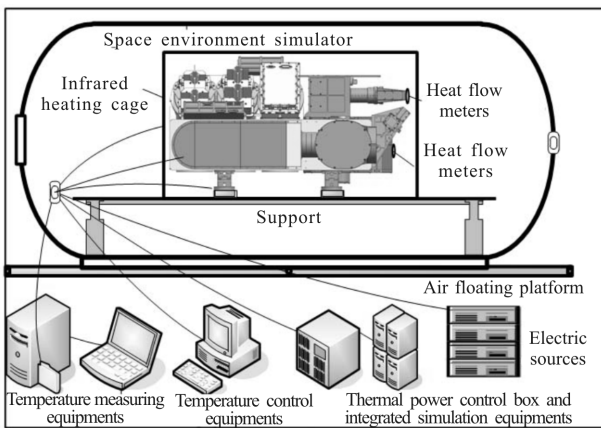 Space environment simulator
Infrared
heating cage
Heat flow
meters
Heat flow
meters
Support
Air floating platform
Electric
sources
Temperature measuring
equipments
Temperature control
equipments
Thermal power control box and
integrated simulation equipments